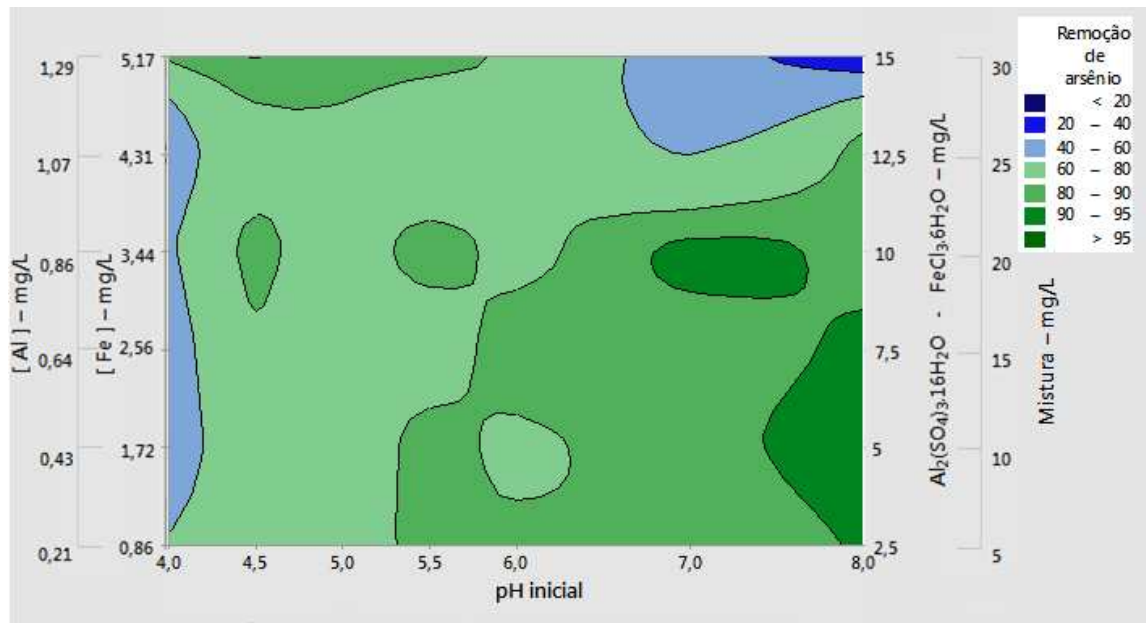 Remoção
de
arsênio
< 20
20 – 40
40 – 60
60 – 80
80 – 90
90 – 95
> 95
[ Al ] – mg/L
1,29
1,07
0,86
0,64
0,43
0,21
[ Fe ] – mg/L
5,17
4,31
3,44
2,56
1,72
0,86
4,0 4,5 5,0 5,5 6,0 7,0 8,0
pH inicial
15
12,5
10
7,5
5
2,5
Al₂(SO₄)₃.16H₂O - FeCl₃.6H₂O – mg/L
30
25
20
15
10
5
Mistura – mg/L